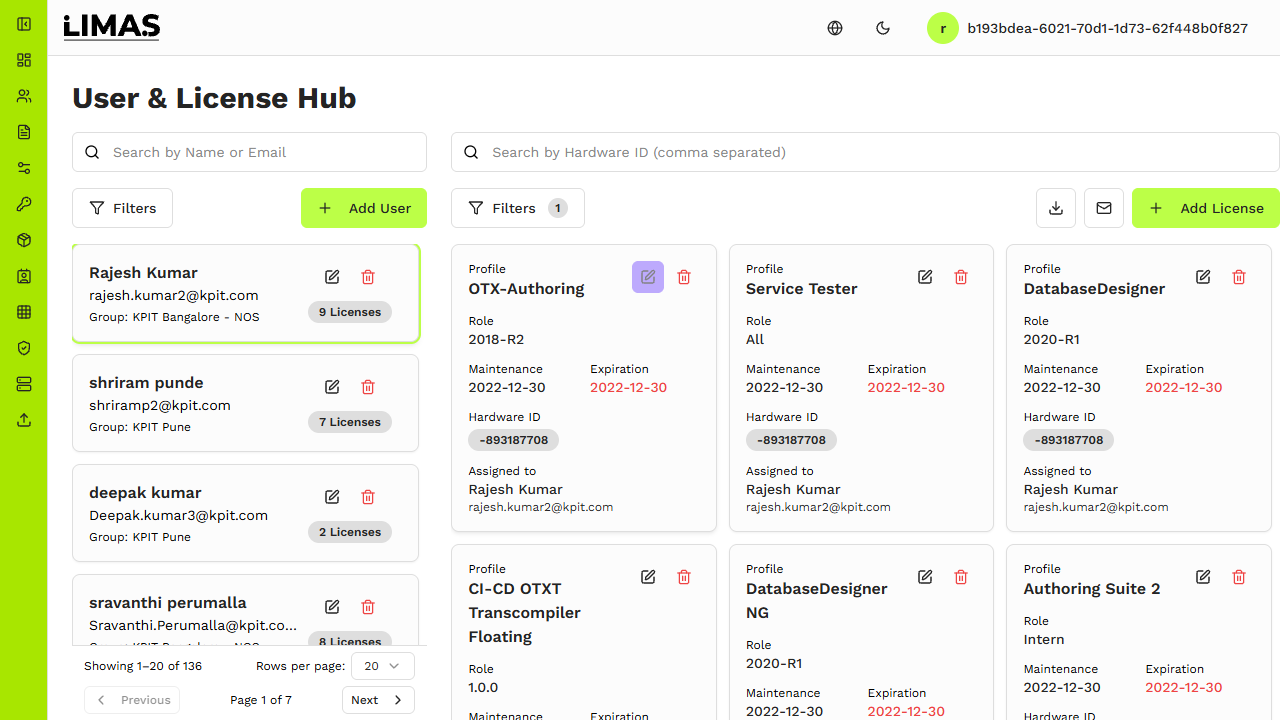 LIMAS
r
b193bdea-6021-70d1-1d73-62f448b0f827
User & License Hub
Search by Name or Email
Filters
Add User
Rajesh Kumar
rajesh.kumar2@kpit.com
Group: KPIT Bangalore - NOS
9 Licenses
shriram punde
shriramp2@kpit.com
Group: KPIT Pune
7 Licenses
deepak kumar
Deepak.kumar3@kpit.com
Group: KPIT Pune
2 Licenses
sravanthi perumalla
Sravanthi.Perumalla@kpit.co...
8 Licenses
Showing 1–20 of 136
Rows per page:
20
Previous
Page 1 of 7
Next
Search by Hardware ID (comma separated)
Filters
1
Add License
Profile
OTX-Authoring
Role
2018-R2
Maintenance
Expiration
2022-12-30
2022-12-30
Hardware ID
-893187708
Assigned to
Rajesh Kumar
rajesh.kumar2@kpit.com
Profile
Service Tester
Role
All
Maintenance
Expiration
2022-12-30
2022-12-30
Hardware ID
-893187708
Assigned to
Rajesh Kumar
rajesh.kumar2@kpit.com
Profile
DatabaseDesigner
Role
2020-R1
Maintenance
Expiration
2022-12-30
2022-12-30
Hardware ID
-893187708
Assigned to
Rajesh Kumar
rajesh.kumar2@kpit.com
Profile
CI-CD OTXT
Transcompiler
Floating
Role
1.0.0
Maintenance
Expiration
Profile
DatabaseDesigner
NG
Role
2020-R1
Maintenance
Expiration
2022-12-30
2022-12-30
Profile
Authoring Suite 2
Role
Intern
Maintenance
Expiration
2022-12-30
2022-12-30
Hardware ID